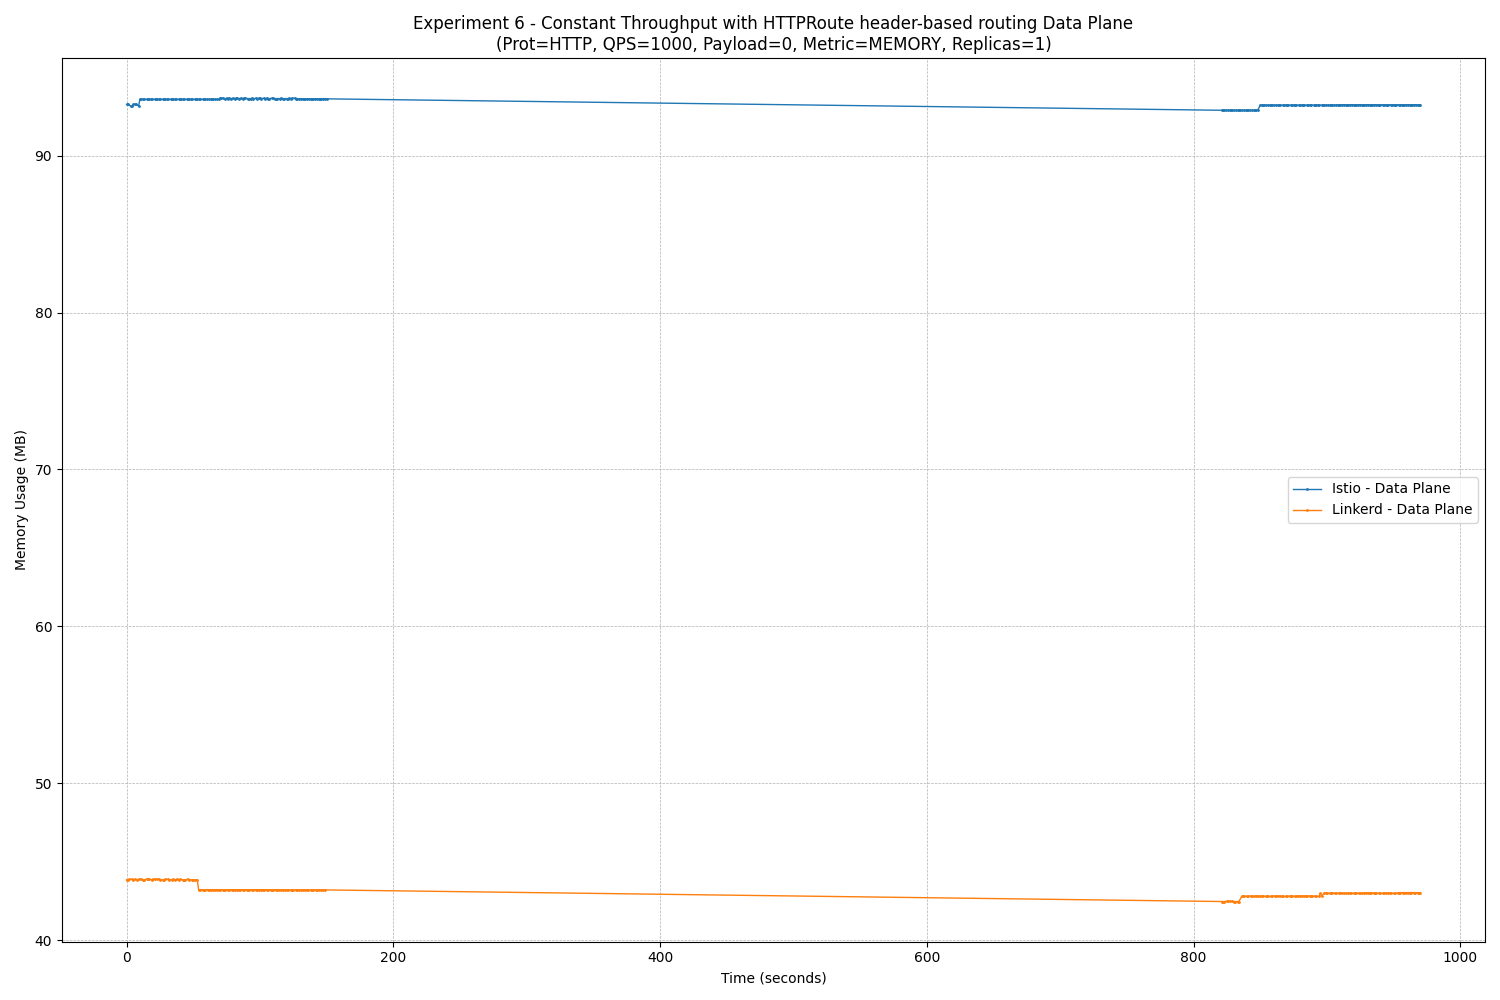 Experiment 6 - Constant Throughput with HTTPRoute header-based routing Data Plane
(Prot=HTTP, QPS=1000, Payload=0, Metric=MEMORY, Replicas=1)
Memory Usage (MB)
90
80
70
60
50
40
Istio - Data Plane
Linkerd - Data Plane
0
200
400
600
800
1000
Time (seconds)